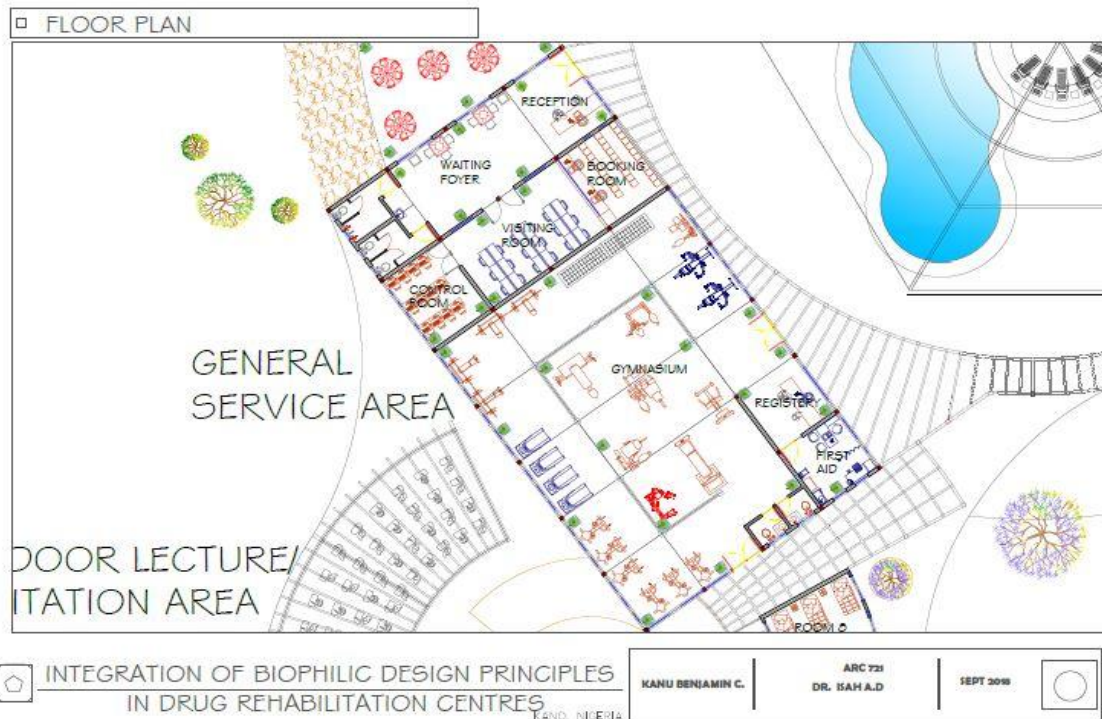 FLOOR PLAN
RECEPTION
WAITING
FOYER
BOOKING
ROOM
VISITING
ROOM
CONTROL
ROOM
GENERAL
SERVICE AREA
GYMNASIUM
REGISTERY
FIRST
AID
DOOR LECTURE/
ITATION AREA
ROOM
INTEGRATION OF BIOPHILIC DESIGN PRINCIPLES
IN DRUG REHABILITATION CENTRES
KANO, NIGERIA
KANU BENJAMIN C.
ARC 721
DR. ISAH A.D
SEPT 2018